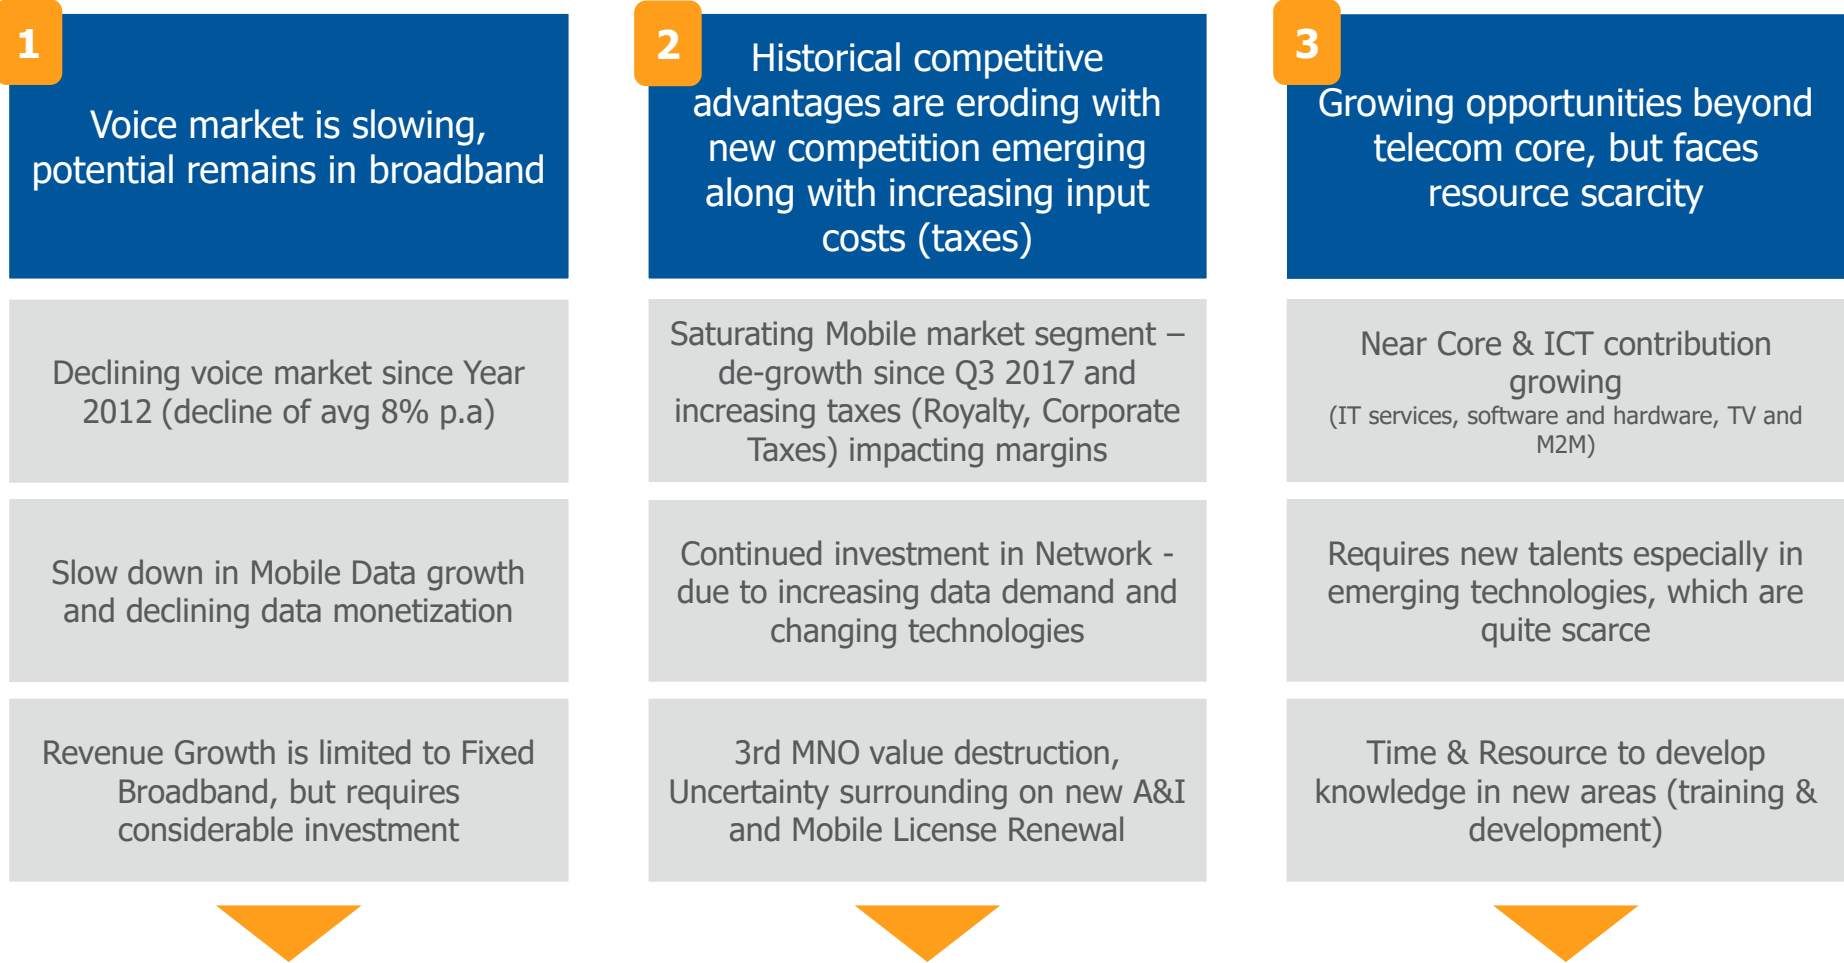 1
Voice market is slowing,
potential remains in broadband
Declining voice market since Year
2012 (decline of avg 8% p.a)
Slow down in Mobile Data growth
and declining data monetization
Revenue Growth is limited to Fixed
Broadband, but requires
considerable investment
2
Historical competitive
advantages are eroding with
new competition emerging
along with increasing input
costs (taxes)
Saturating Mobile market segment –
de-growth since Q3 2017 and
increasing taxes (Royalty, Corporate
Taxes) impacting margins
Continued investment in Network -
due to increasing data demand and
changing technologies
3rd MNO value destruction,
Uncertainty surrounding on new A&I
and Mobile License Renewal
3
Growing opportunities beyond
telecom core, but faces
resource scarcity
Near Core & ICT contribution
growing
(IT services, software and hardware, TV and
M2M)
Requires new talents especially in
emerging technologies, which are
quite scarce
Time & Resource to develop
knowledge in new areas (training &
development)